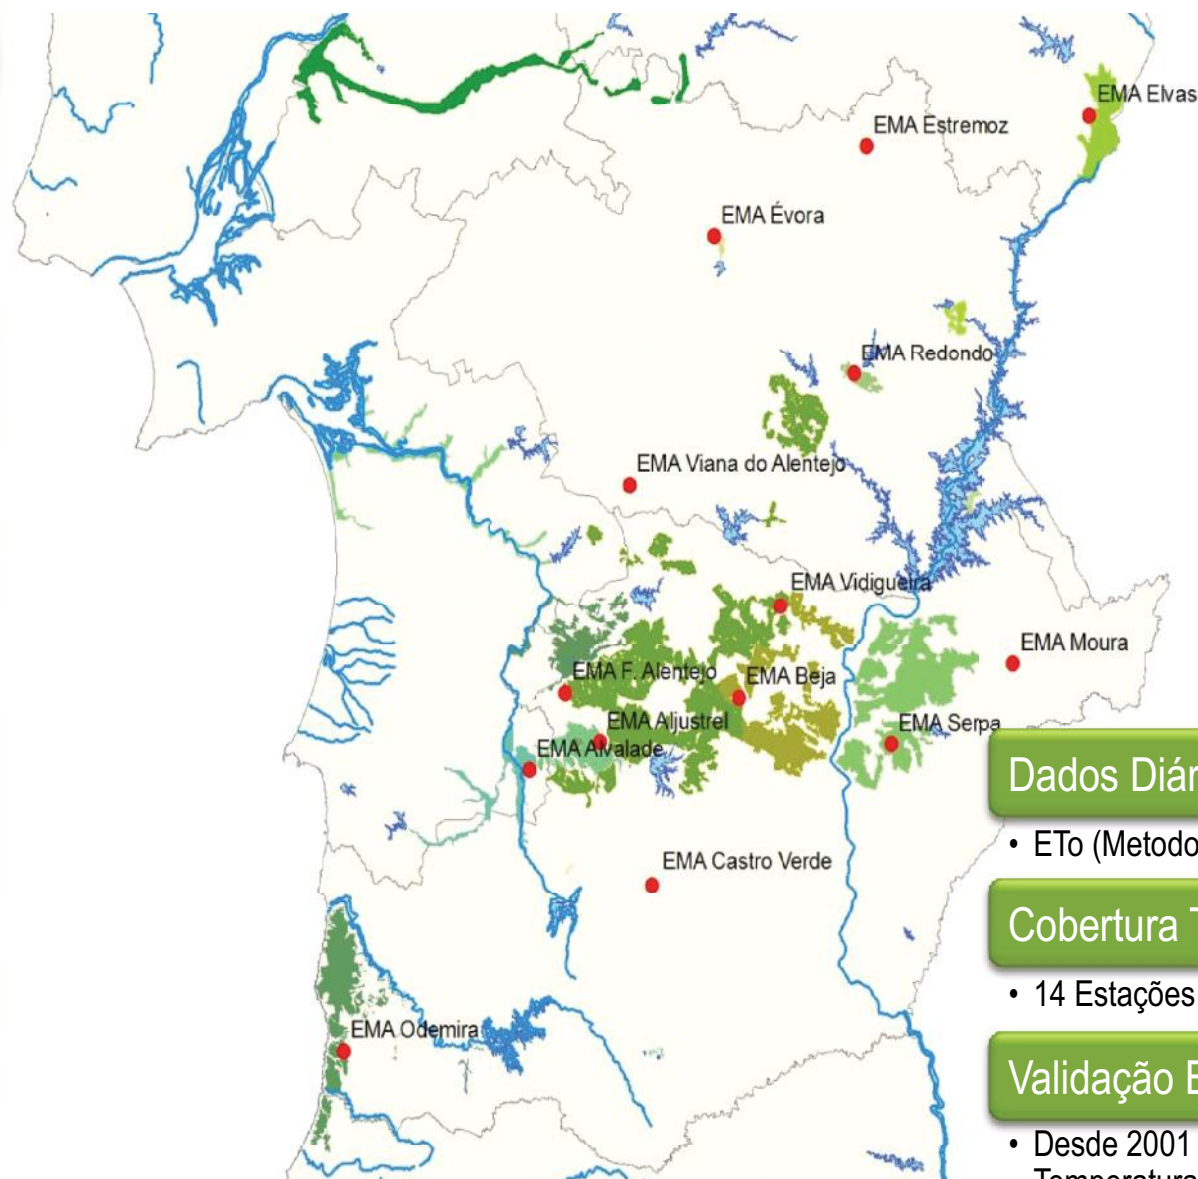 EMA Elvas
EMA Estremoz
EMA Évora
EMA Redondo
EMA Viana do Alentejo
EMA Vidigueira
EMA Moura
EMA F. Alentejo
EMA Beja
EMA Aljustrel
EMA Serpa
EMA Alvalade
EMA Castro Verde
EMA Odemira
Dados Diár
• ETo (Metodo
Cobertura T
• 14 Estações
Validação E
• Desde 2001
Temperatura